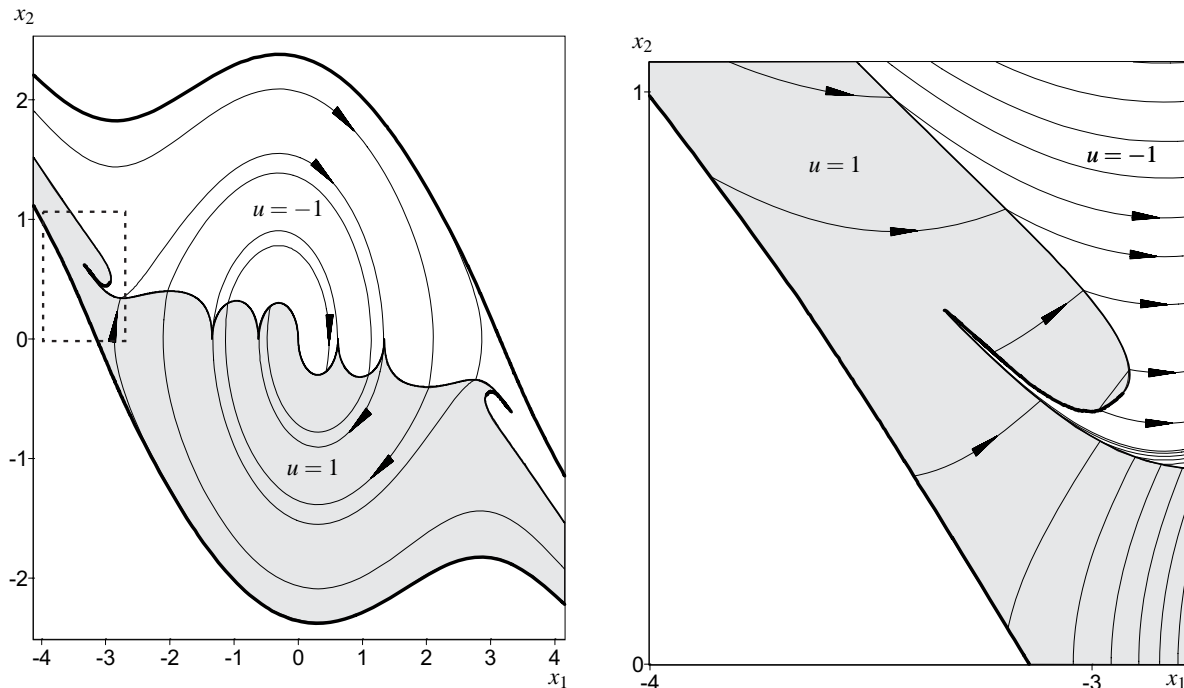 x₂
2
1
0
-1
-2
-4 -3 -2 -1 0 1 2 3 4
x₁
u = −1
u = 1
x₂
1
0
-4 -3
x₁
u = 1
u = −1